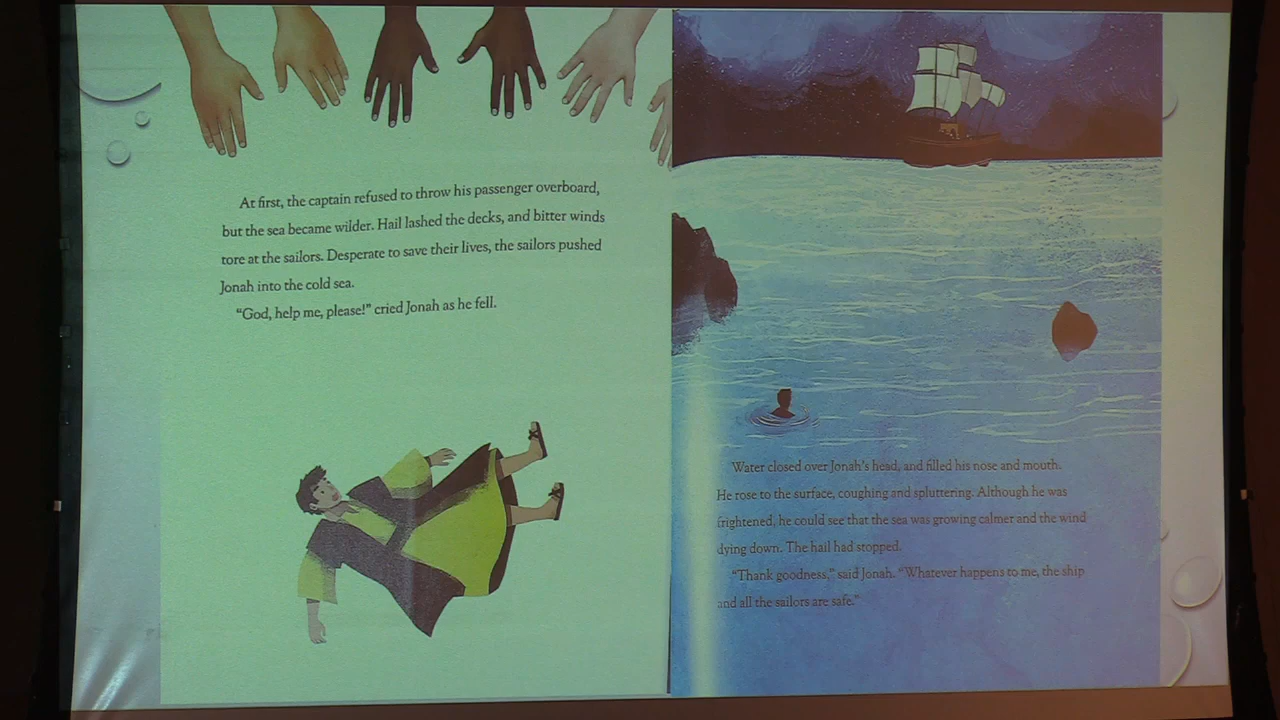 At first, the captain refused to throw his passenger overboard,
but the sea became wilder. Hail lashed the decks, and bitter winds
tore at the sailors. Desperate to save their lives, the sailors pushed
Jonah into the cold sea.
“God, help me, please!” cried Jonah as he fell.
Water closed over Jonah’s head, and filled his nose and mouth.
He rose to the surface, coughing and spluttering. Although he was
frightened, he could see that the sea was growing calmer and the wind
dying down. The hail had stopped.
“Thank goodness,” said Jonah. “Whatever happens to me, the ship
and all the sailors are safe.”